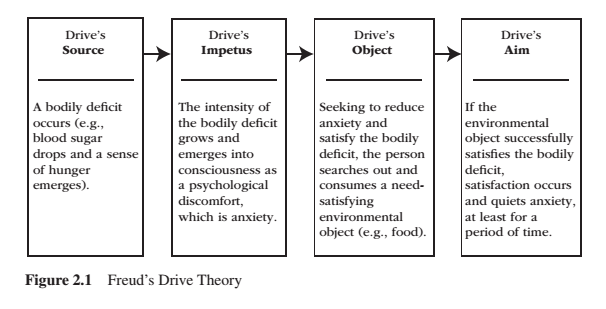 Drive's
Source
A bodily deficit
occurs (e.g.,
blood sugar
drops and a sense
of hunger
emerges).
Drive's
Impetus
The intensity of
the bodily deficit
grows and
emerges into
consciousness as
a psychological
discomfort,
which is anxiety.
Drive's
Object
Seeking to reduce
anxiety and
satisfy the bodily
deficit, the person
searches out and
consumes a need-
satisfying
environmental
object (e.g., food).
Drive's
Aim
If the
environmental
object successfully
satisfies the bodily
deficit,
satisfaction occurs
and quiets anxiety,
at least for a
period of time.
Figure 2.1 Freud's Drive Theory